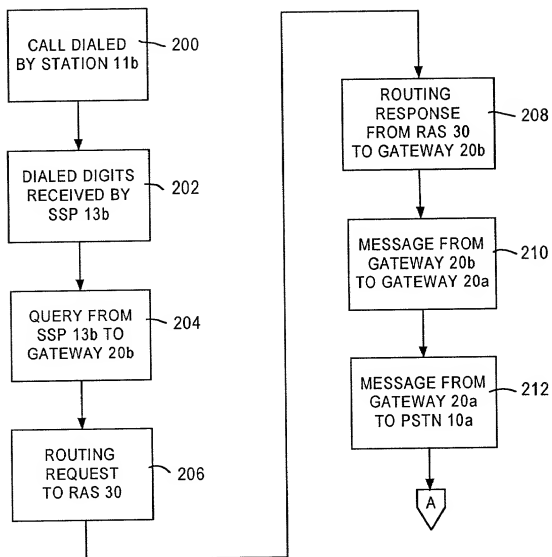 CALL DIALED
BY STATION 11b
200
DIALED DIGITS
RECEIVED BY
SSP 13b
202
QUERY FROM
SSP 13b TO
GATEWAY 20b
204
ROUTING
REQUEST
TO RAS 30
206
ROUTING
RESPONSE
FROM RAS 30
TO GATEWAY 20b
208
MESSAGE FROM
GATEWAY 20b
TO GATEWAY 20a
210
MESSAGE FROM
GATEWAY 20a
TO PSTN 10a
212
A